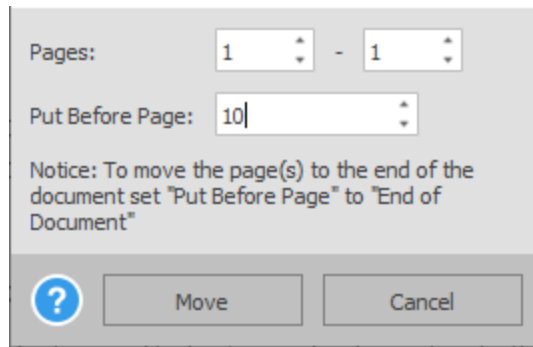 Pages: 1 - 1
Put Before Page: 10
Notice: To move the page(s) to the end of the
document set "Put Before Page" to "End of
Document"
? Move Cancel